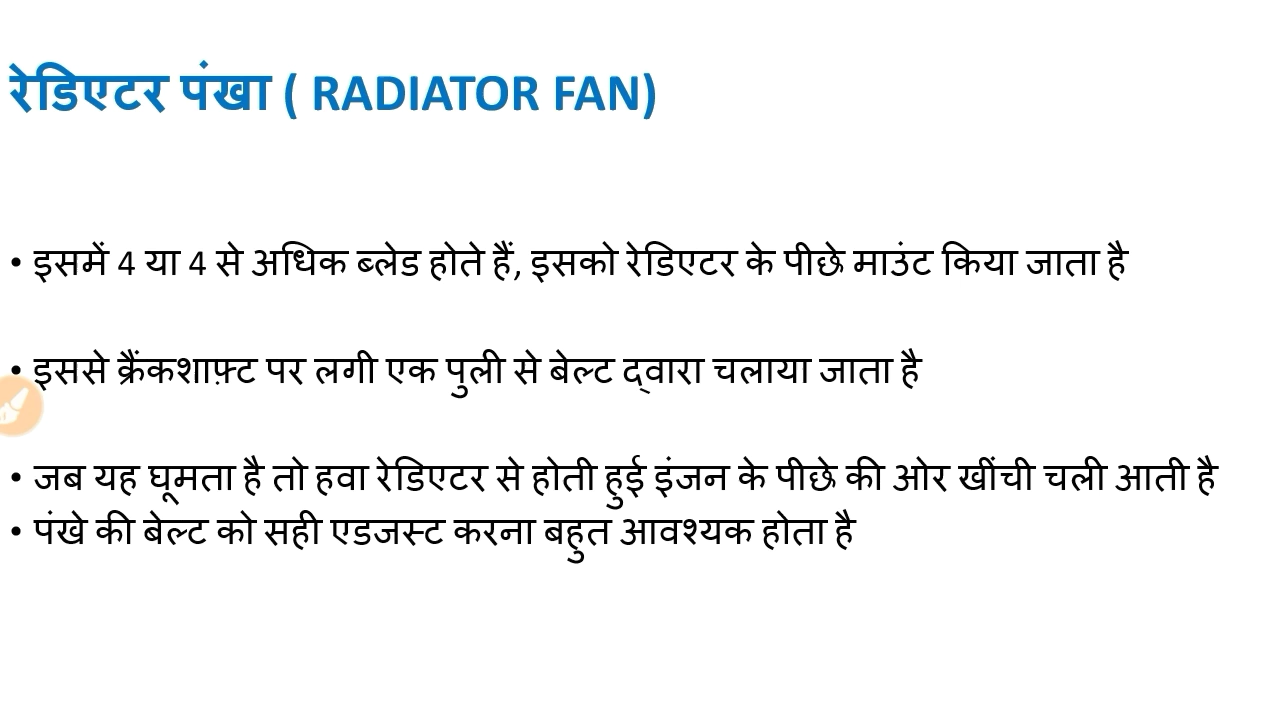 रेडिएटर पंखा ( RADIATOR FAN)
• इसमें 4 या 4 से अधिक ब्लेड होते हैं, इसको रेडिएटर के पीछे माउंट किया जाता है
• इससे क्रैंकशाफ़्ट पर लगी एक पुली से बेल्ट द्वारा चलाया जाता है
• जब यह घूमता है तो हवा रेडिएटर से होती हुई इंजन के पीछे की ओर खींची चली आती है
• पंखे की बेल्ट को सही एडजस्ट करना बहुत आवश्यक होता है